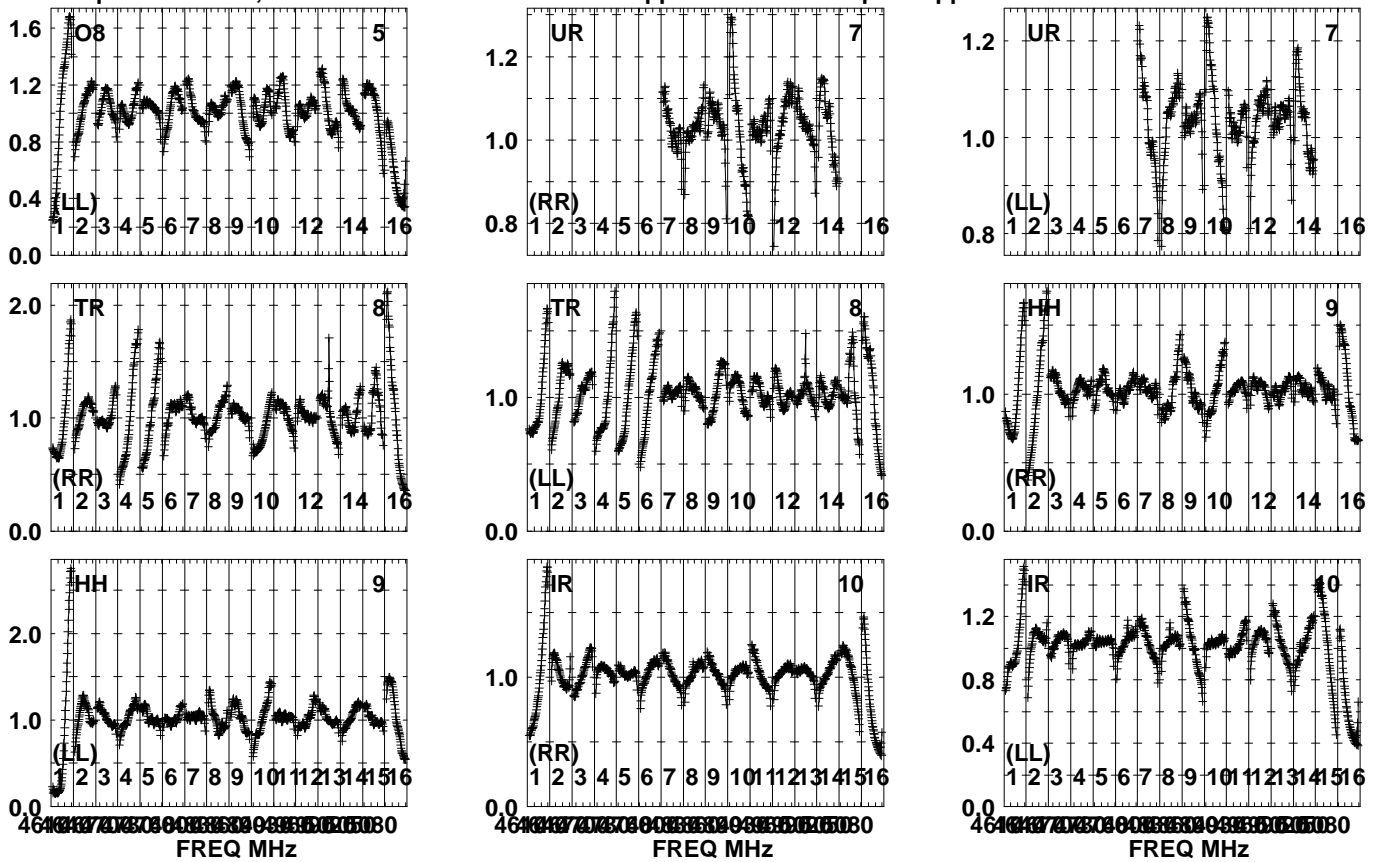 1.6
O8 5
1.2
0.8
0.4
(LL)
1 2 3 4 5 6 7 8 9 10 12 14 16
0.0
UR 7
1.2
1.0
(RR)
0.8
1 2 3 4 5 6 7 8 9 10 12 14 16
UR 7
1.2
1.0
(LL)
0.8
1 2 3 4 5 6 7 8 9 10 12 14 16
TR 8
2.0
1.0
(RR)
1 2 3 4 5 6 7 8 9 10 12 14 16
0.0
TR 8
1.0
(LL)
1 2 3 4 5 6 7 8 9 10 12 14 16
0.0
HH 9
1.0
(RR)
1 2 3 4 5 6 7 8 9 10 12 14 16
0.0
HH 9
2.0
1.0
(LL)
1 2 3 4 5 6 7 8 9 10 11 12 13 14 15 16
0.0
FREQ MHz
IR 10
1.0
(RR)
1 2 3 4 5 6 7 8 9 10 11 12 13 14 15 16
0.0
FREQ MHz
IR 10
1.2
0.8
0.4
(LL)
1 2 3 4 5 6 7 8 9 10 11 12 13 14 15 16
0.0
FREQ MHz